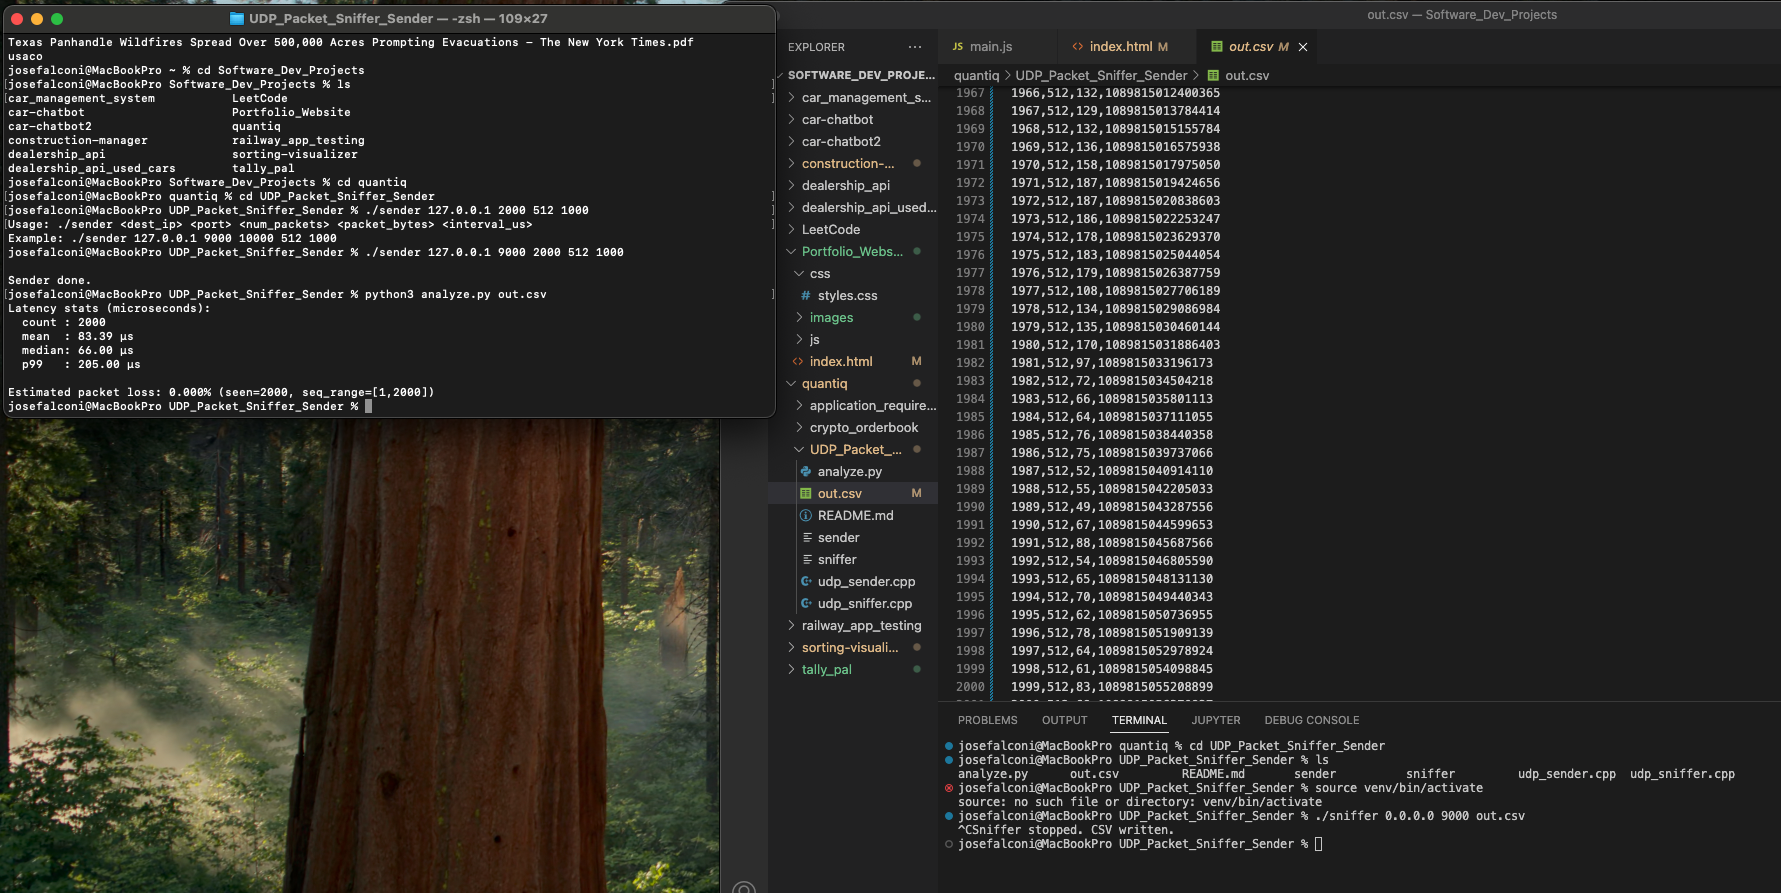 UDP_Packet_Sniffer_Sender — -zsh — 109×27
Texas Panhandle Wildfires Spread Over 500,000 Acres Prompting Evacuations – The New York Times.pdf
usaco
josefalconi@MacBookPro ~ % cd Software_Dev_Projects
[josefalconi@MacBookPro Software_Dev_Projects % ls ]
[car_management_system LeetCode ]
car-chatbot Portfolio_Website
car-chatbot2 quantiq
construction-manager railway_app_testing
dealership_api sorting-visualizer
dealership_api_used_cars tally_pal
josefalconi@MacBookPro Software_Dev_Projects % cd quantiq
[josefalconi@MacBookPro quantiq % cd UDP_Packet_Sniffer_Sender ]
[josefalconi@MacBookPro UDP_Packet_Sniffer_Sender % ./sender 127.0.0.1 2000 512 1000 ]
[Usage: ./sender <dest_ip> <port> <num_packets> <packet_bytes> <interval_us> ]
Example: ./sender 127.0.0.1 9000 10000 512 1000
josefalconi@MacBookPro UDP_Packet_Sniffer_Sender % ./sender 127.0.0.1 9000 2000 512 1000
Sender done.
[josefalconi@MacBookPro UDP_Packet_Sniffer_Sender % python3 analyze.py out.csv ]
Latency stats (microseconds):
count : 2000
mean : 83.39 µs
median: 66.00 µs
p99 : 205.00 µs
Estimated packet loss: 0.000% (seen=2000, seq_range=[1,2000])
josefalconi@MacBookPro UDP_Packet_Sniffer_Sender %
out.csv — Software_Dev_Projects
EXPLORER ···
SOFTWARE_DEV_PROJE...
car_management_s...
car-chatbot
car-chatbot2
construction-...
dealership_api
dealership_api_used...
LeetCode
Portfolio_Webs...
css
# styles.css
images
js
<> index.html M
quantiq
application_require...
crypto_orderbook
UDP_Packet_...
analyze.py
out.csv M
README.md
sender
sniffer
udp_sender.cpp
udp_sniffer.cpp
railway_app_testing
sorting-visuali...
tally_pal
JS main.js <> index.html M out.csv M
quantiq > UDP_Packet_Sniffer_Sender > out.csv
1967 1966,512,132,1089815012400365
1968 1967,512,129,1089815013784414
1969 1968,512,132,1089815015155784
1970 1969,512,136,1089815016575938
1971 1970,512,158,1089815017975050
1972 1971,512,187,1089815019424656
1973 1972,512,187,1089815020838603
1974 1973,512,186,1089815022253247
1975 1974,512,178,1089815023629370
1976 1975,512,183,1089815025044054
1977 1976,512,179,1089815026387759
1978 1977,512,108,1089815027706189
1979 1978,512,134,1089815029086984
1980 1979,512,135,1089815030460144
1981 1980,512,170,1089815031886403
1982 1981,512,97,1089815033196173
1983 1982,512,72,1089815034504218
1984 1983,512,66,1089815035801113
1985 1984,512,64,1089815037111055
1986 1985,512,76,1089815038440358
1987 1986,512,75,1089815039737066
1988 1987,512,52,1089815040914110
1989 1988,512,55,1089815042205033
1990 1989,512,49,1089815043287556
1991 1990,512,67,1089815044599653
1992 1991,512,88,1089815045687566
1993 1992,512,54,1089815046805590
1994 1993,512,65,1089815048131130
1995 1994,512,70,1089815049440343
1996 1995,512,62,1089815050736955
1997 1996,512,78,1089815051909139
1998 1997,512,64,1089815052978924
1999 1998,512,61,1089815054098845
2000 1999,512,83,1089815055208899
PROBLEMS OUTPUT TERMINAL JUPYTER DEBUG CONSOLE
josefalconi@MacBookPro quantiq % cd UDP_Packet_Sniffer_Sender
josefalconi@MacBookPro UDP_Packet_Sniffer_Sender % ls
analyze.py out.csv README.md sender sniffer udp_sender.cpp udp_sniffer.cpp
josefalconi@MacBookPro UDP_Packet_Sniffer_Sender % source venv/bin/activate
source: no such file or directory: venv/bin/activate
josefalconi@MacBookPro UDP_Packet_Sniffer_Sender % ./sniffer 0.0.0.0 9000 out.csv
^CSniffer stopped. CSV written.
josefalconi@MacBookPro UDP_Packet_Sniffer_Sender %